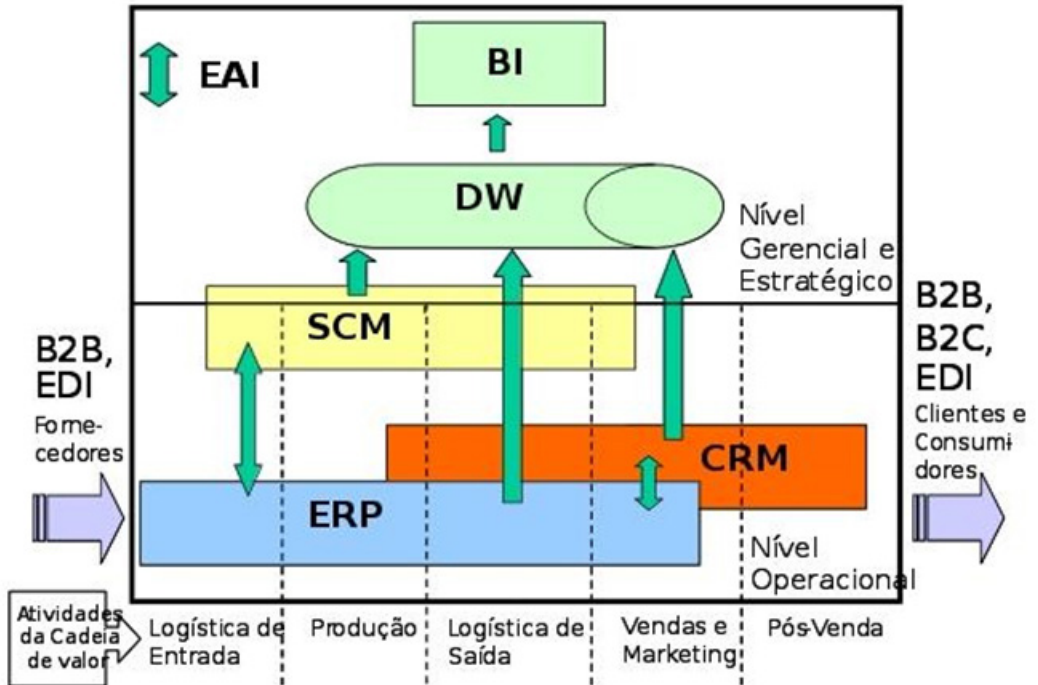 EAI
BI
DW
Nível
Gerencial e
Estratégico
SCM
B2B,
EDI
Forne-
cedores
B2B,
B2C,
EDI
Clientes e
Consumi-
dores
CRM
ERP
Nível
Operacional
Atividades
da Cadeia
de valor
Logística de
Entrada
Produção
Logística de
Saída
Vendas e
Marketing
Pós-Venda